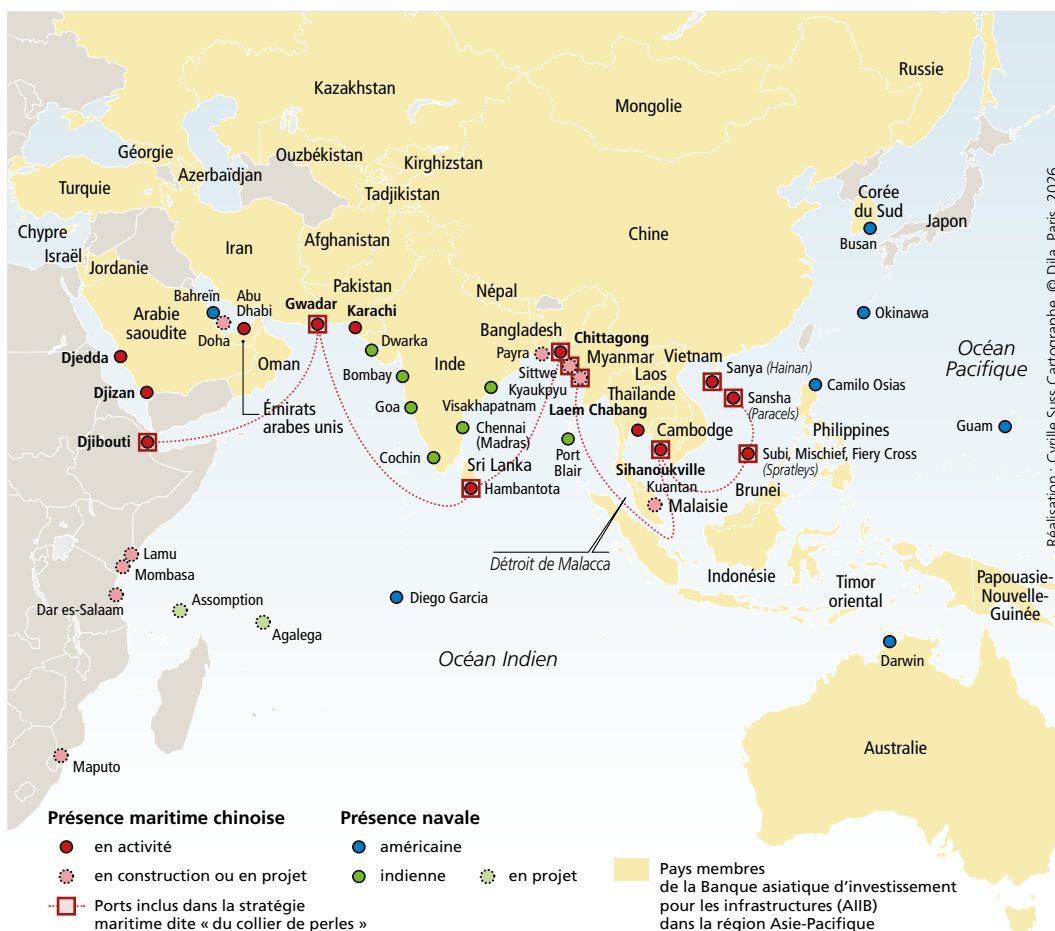 Russie
Kazakhstan
Mongolie
Géorgie
Ouzbékistan
Kirghizstan
Azerbaïdjan
Turquie
Tadjikistan
Corée
du Sud
Japon
Busan
Chypre
Israël
Iran
Afghanistan
Chine
Jordanie
Pakistan
Népal
Bahreïn
Abu
Dhabi
Gwadar
Karachi
Arabie
saoudite
Doha
Okinawa
Bangladesh
Chittagong
Dwarka
Payra
Myanmar
Vietnam
Océan
Pacifique
Djedda
Oman
Inde
Sittwe
Laos
Sanya (Hainan)
Bombay
Kyaukpyu
Thaïlande
Camilo Osias
Djizan
Visakhapatnam
Sansha
(Paracels)
Émirats
arabes unis
Goa
Laem Chabang
Guam
Chennai
(Madras)
Cambodge
Philippines
Djibouti
Cochin
Port
Blair
Subi, Mischief, Fiery Cross
(Spratleys)
Sri Lanka
Sihanoukville
Hambantota
Kuantan
Brunei
Malaisie
Détroit de Malacca
Lamu
Mombasa
Indonésie
Timor
oriental
Papouasie-
Nouvelle-
Guinée
Dar es-Salaam
Assomption
Diego Garcia
Agalega
Océan Indien
Darwin
Australie
Maputo
Réalisation : Cyrille Suss Cartographe © Dila, Paris, 2026
Présence maritime chinoise
en activité
en construction ou en projet
Ports inclus dans la stratégie
maritime dite « du collier de perles »
Présence navale
américaine
indienne
en projet
Pays membres
de la Banque asiatique d'investissement
pour les infrastructures (AIIB)
dans la région Asie-Pacifique